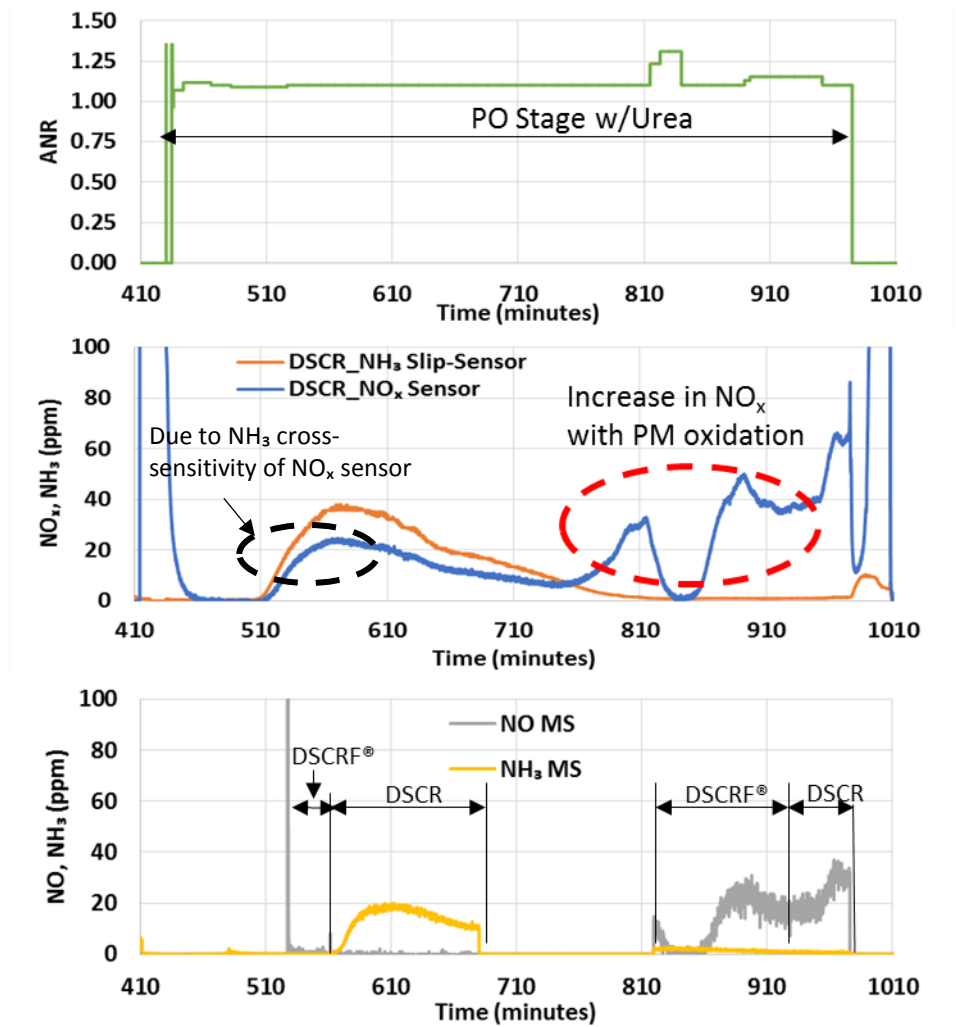 1.50
1.25
1.00
0.75
0.50
0.25
0.00
ANR
PO Stage w/Urea
410 510 610 710 810 910 1010
Time (minutes)
100
80
60
40
20
0
NOₓ, NH₃ (ppm)
DSCR_NH₃ Slip-Sensor
DSCR_NOₓ Sensor
Due to NH₃ cross-
sensitivity of NOₓ sensor
Increase in NOₓ
with PM oxidation
410 510 610 710 810 910 1010
Time (minutes)
100
80
60
40
20
0
NO, NH₃ (ppm)
NO MS
NH₃ MS
DSCRF®
DSCR
DSCRF®
DSCR
410 510 610 710 810 910 1010
Time (minutes)